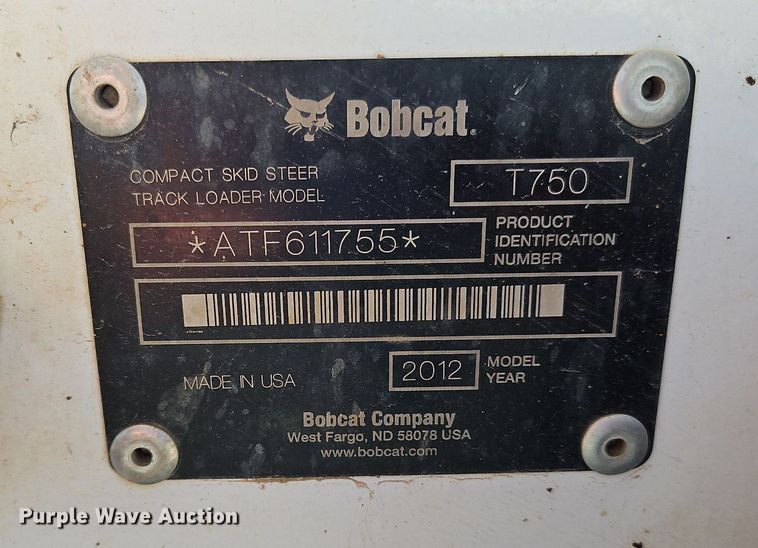 Bobcat®
COMPACT SKID STEER
TRACK LOADER MODEL
T750
*ATF611755*
PRODUCT
IDENTIFICATION
NUMBER
MADE IN USA
2012
MODEL
YEAR
Bobcat Company
West Fargo, ND 58078 USA
www.bobcat.com
Purple Wave Auction